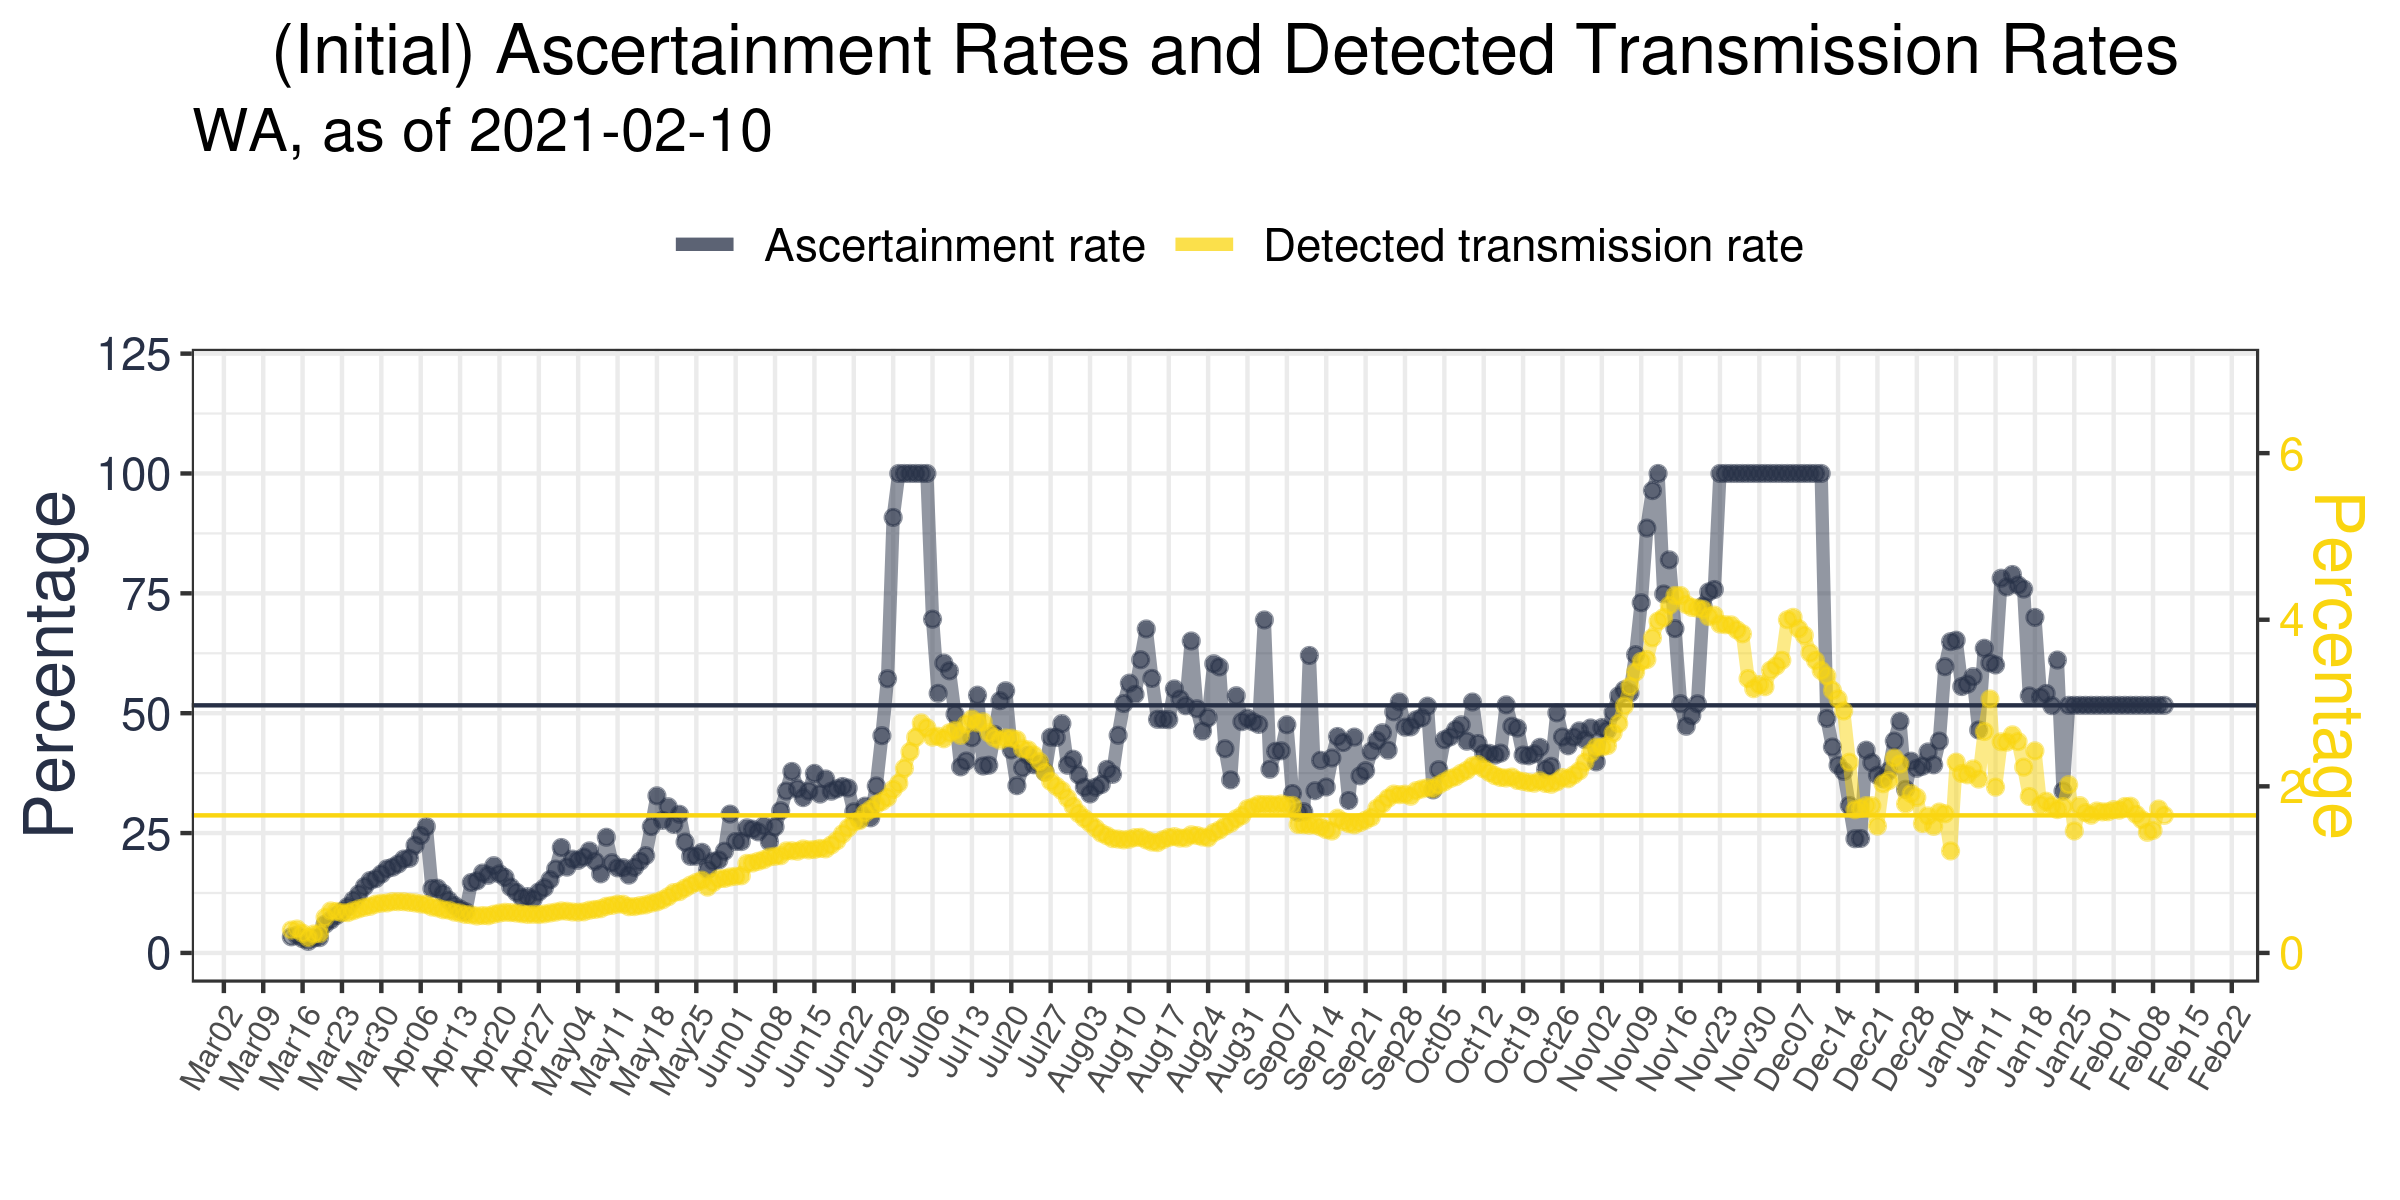 (Initial) Ascertainment Rates and Detected Transmission Rates
WA, as of 2021-02-10
Ascertainment rate
Detected transmission rate
Percentage
125
100
75
50
25
0
6
4
2
0
Percentage
Mar02
Mar09
Mar16
Mar23
Mar30
Apr06
Apr13
Apr20
Apr27
May04
May11
May18
May25
Jun01
Jun08
Jun15
Jun22
Jun29
Jul06
Jul13
Jul20
Jul27
Aug03
Aug10
Aug17
Aug24
Aug31
Sep07
Sep14
Sep21
Sep28
Oct05
Oct12
Oct19
Oct26
Nov02
Nov09
Nov16
Nov23
Nov30
Dec07
Dec14
Dec21
Dec28
Jan04
Jan11
Jan18
Jan25
Feb01
Feb08
Feb15
Feb22